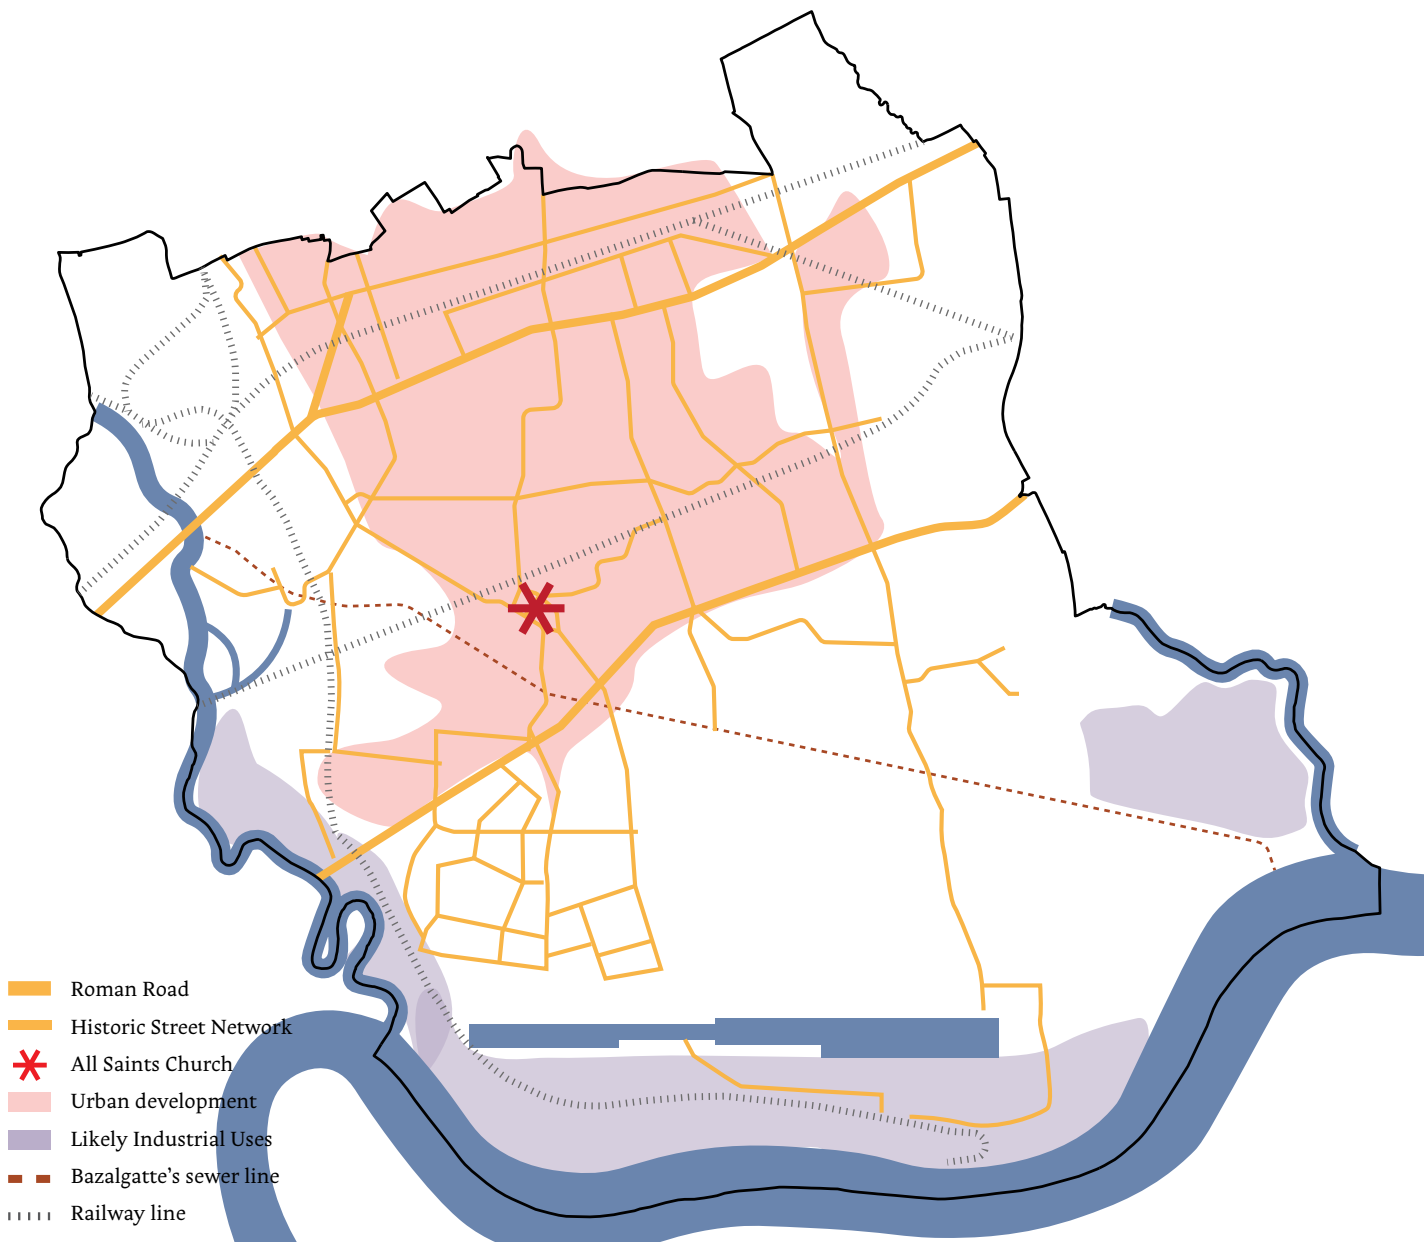 Roman Road
Historic Street Network
All Saints Church
Urban development
Likely Industrial Uses
Bazalgatte's sewer line
Railway line